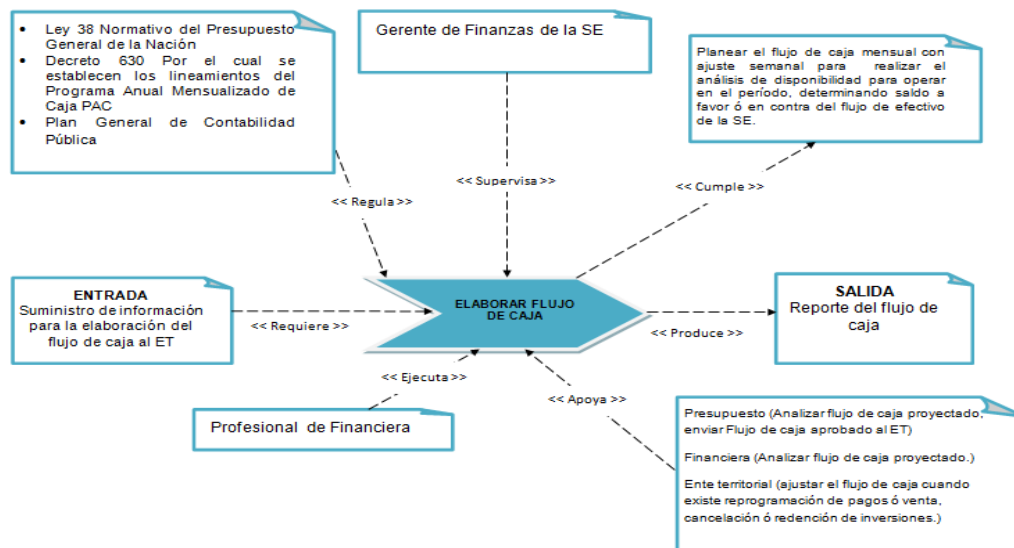 • Ley 38 Normativo del Presupuesto
General de la Nación
• Decreto 630 Por el cual se
establecen los lineamientos del
Programa Anual Mensualizado de
Caja PAC
• Plan General de Contabilidad
Pública
Gerente de Finanzas de la SE
Planear el flujo de caja mensual con
ajuste semanal para realizar el
análisis de disponibilidad para operar
en el período, determinando saldo a
favor ó en contra del flujo de efectivo
de la SE.
<< Regula >>
<< Supervisa >>
<< Cumple >>
ENTRADA
Suministro de información
para la elaboración del
flujo de caja al ET
<< Requiere >>
ELABORAR FLUJO
DE CAJA
<< Produce >>
SALIDA
Reporte del flujo de
caja
<< Ejecuta >>
<< Apoya >>
Profesional de Financiera
Presupuesto (Analizar flujo de caja proyectado,
enviar Flujo de caja aprobado al ET)
Financiera (Analizar flujo de caja proyectado.)
Ente territorial (ajustar el flujo de caja cuando
existe reprogramación de pagos ó venta,
cancelación ó redención de inversiones.)